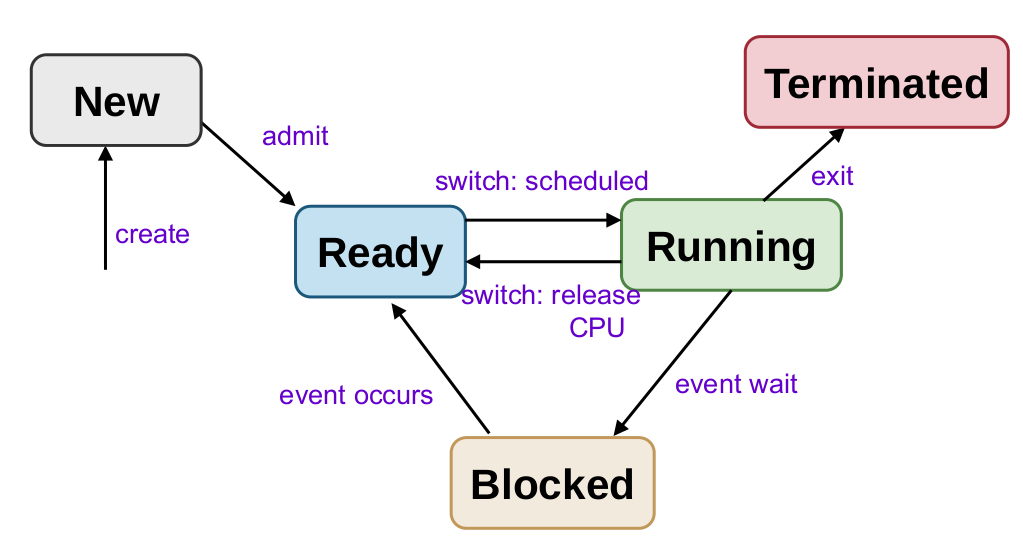 New
Terminated
admit
exit
switch: scheduled
create
Ready
Running
switch: release
CPU
event occurs
event wait
Blocked